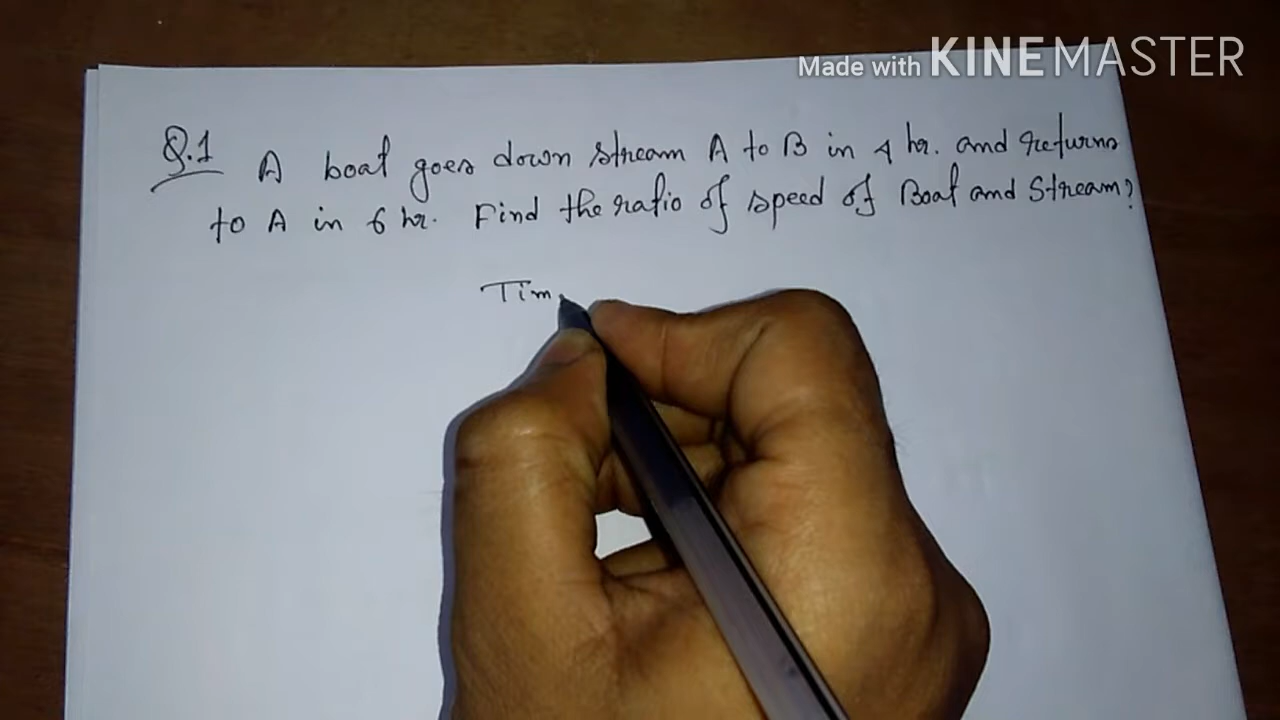 Made with KINEMASTER
Q.1 A boat goes down stream A to B in 4 hr. and returns
to A in 6 hr. Find the ratio of speed of Boat and Stream?
Tim